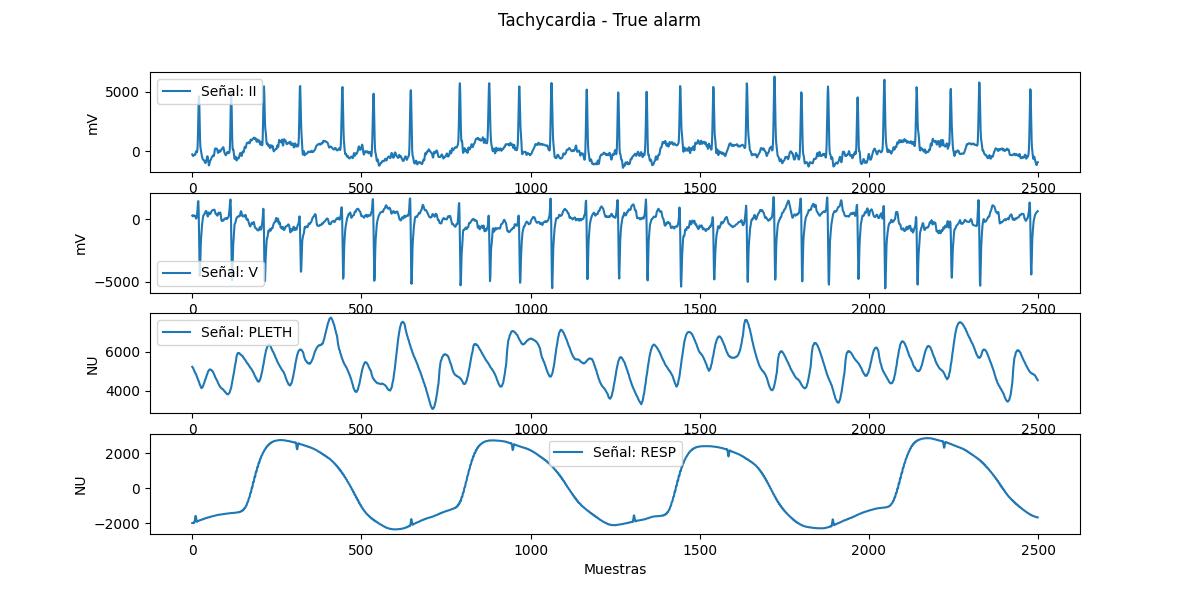 Tachycardia - True alarm
5000
0
mV
Señal: II
0 500 1000 1500 2000 2500
0
−5000
mV
Señal: V
0 500 1000 1500 2000 2500
6000
4000
NU
Señal: PLETH
0 500 1000 1500 2000 2500
2000
0
−2000
NU
Señal: RESP
0 500 1000 1500 2000 2500
Muestras